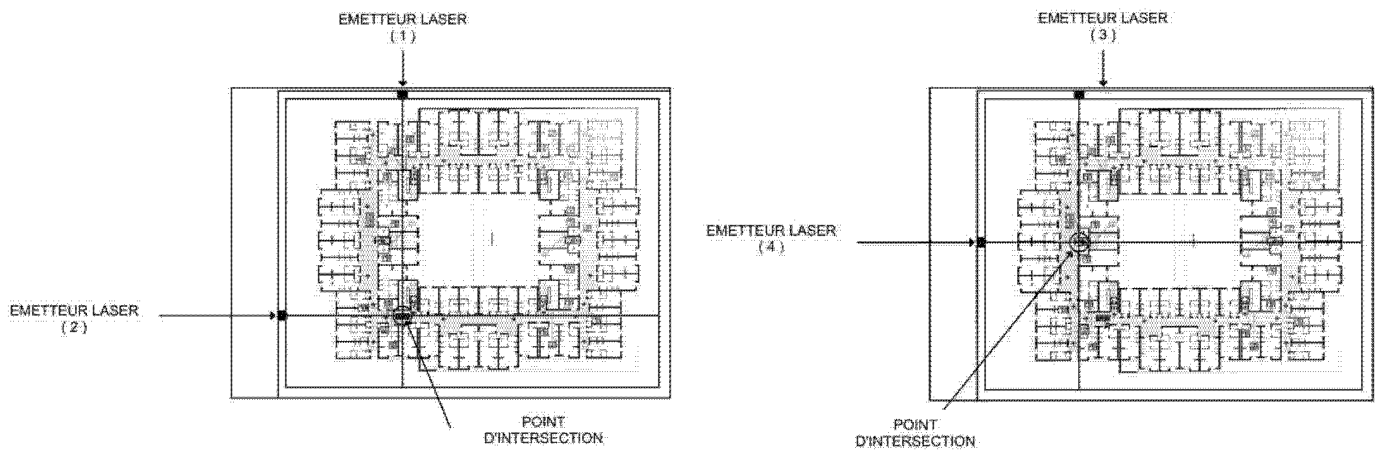 EMETTEUR LASER
( 1 )
EMETTEUR LASER
( 2 )
POINT
D'INTERSECTION
EMETTEUR LASER
( 3 )
EMETTEUR LASER
( 4 )
POINT
D'INTERSECTION